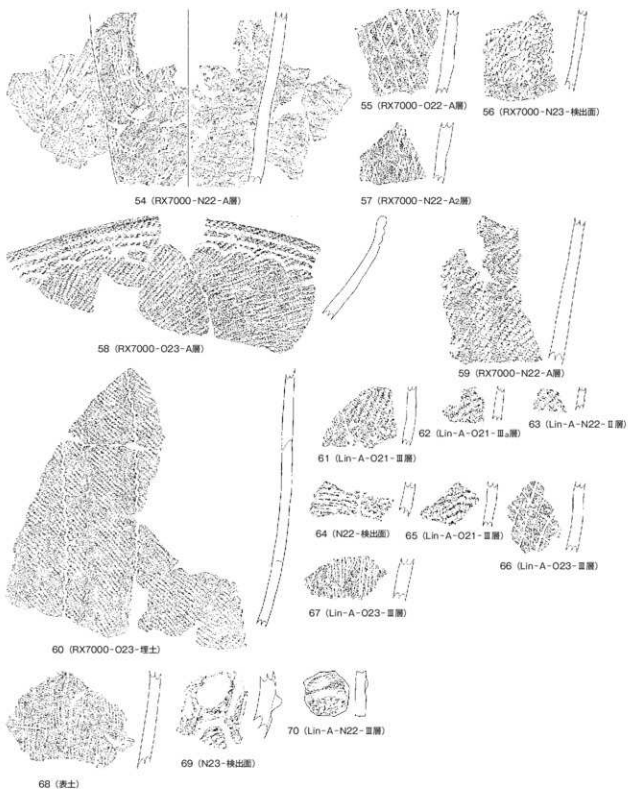 55 (RX7000-O22-A層)
56 (RX7000-N23-検出面)
54 (RX7000-N22-A層)
57 (RX7000-N22-A₂層)
58 (RX7000-O23-A層)
59 (RX7000-N22-A層)
61 (Lin-A-O21-Ⅲ層)
62 (Lin-A-O21-Ⅲa層)
63 (Lin-A-N22-Ⅱ層)
64 (N22-検出面)
65 (Lin-A-O21-Ⅲ層)
66 (Lin-A-O23-Ⅲ層)
67 (Lin-A-O23-Ⅲ層)
60 (RX7000-O23-埋土)
68 (表土)
69 (N23-検出面)
70 (Lin-A-N22-Ⅲ層)